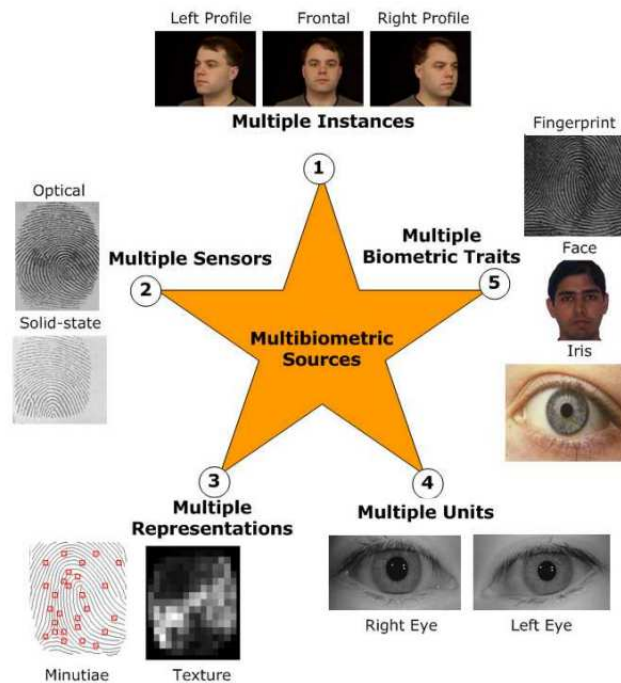 Left Profile
Frontal
Right Profile
Multiple Instances
1
Fingerprint
Optical
Multiple Sensors
2
Multiple
Biometric Traits
5
Face
Solid-state
Multibiometric
Sources
Iris
3
Multiple
Representations
4
Multiple Units
Minutiae
Texture
Right Eye
Left Eye